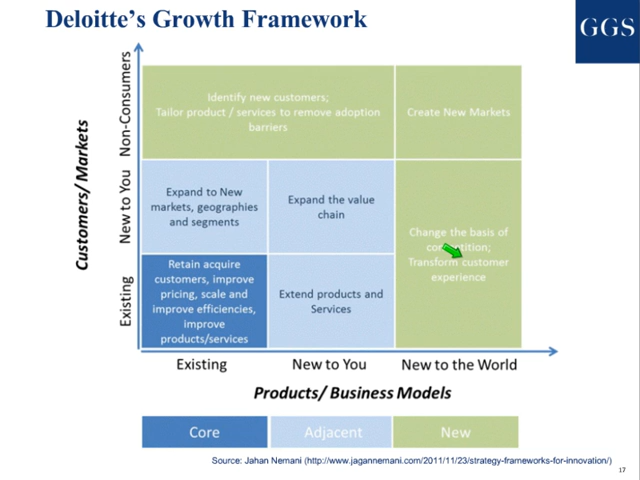 Deloitte's Growth Framework
GGS
Customers/ Markets
Non-Consumers
New to You
Existing
Identify new customers;
Tailor product / services to remove adoption
barriers
Create New Markets
Expand to New
markets, geographies
and segments
Expand the value
chain
Change the basis of
competition;
Transform customer
experience
Retain acquire
customers, improve
pricing, scale and
improve efficiencies,
improve
products/services
Extend products and
Services
Existing
New to You
New to the World
Products/ Business Models
Core
Adjacent
New
Source: Jahan Nemani (http://www.jagannemani.com/2011/11/23/strategy-frameworks-for-innovation/)
17